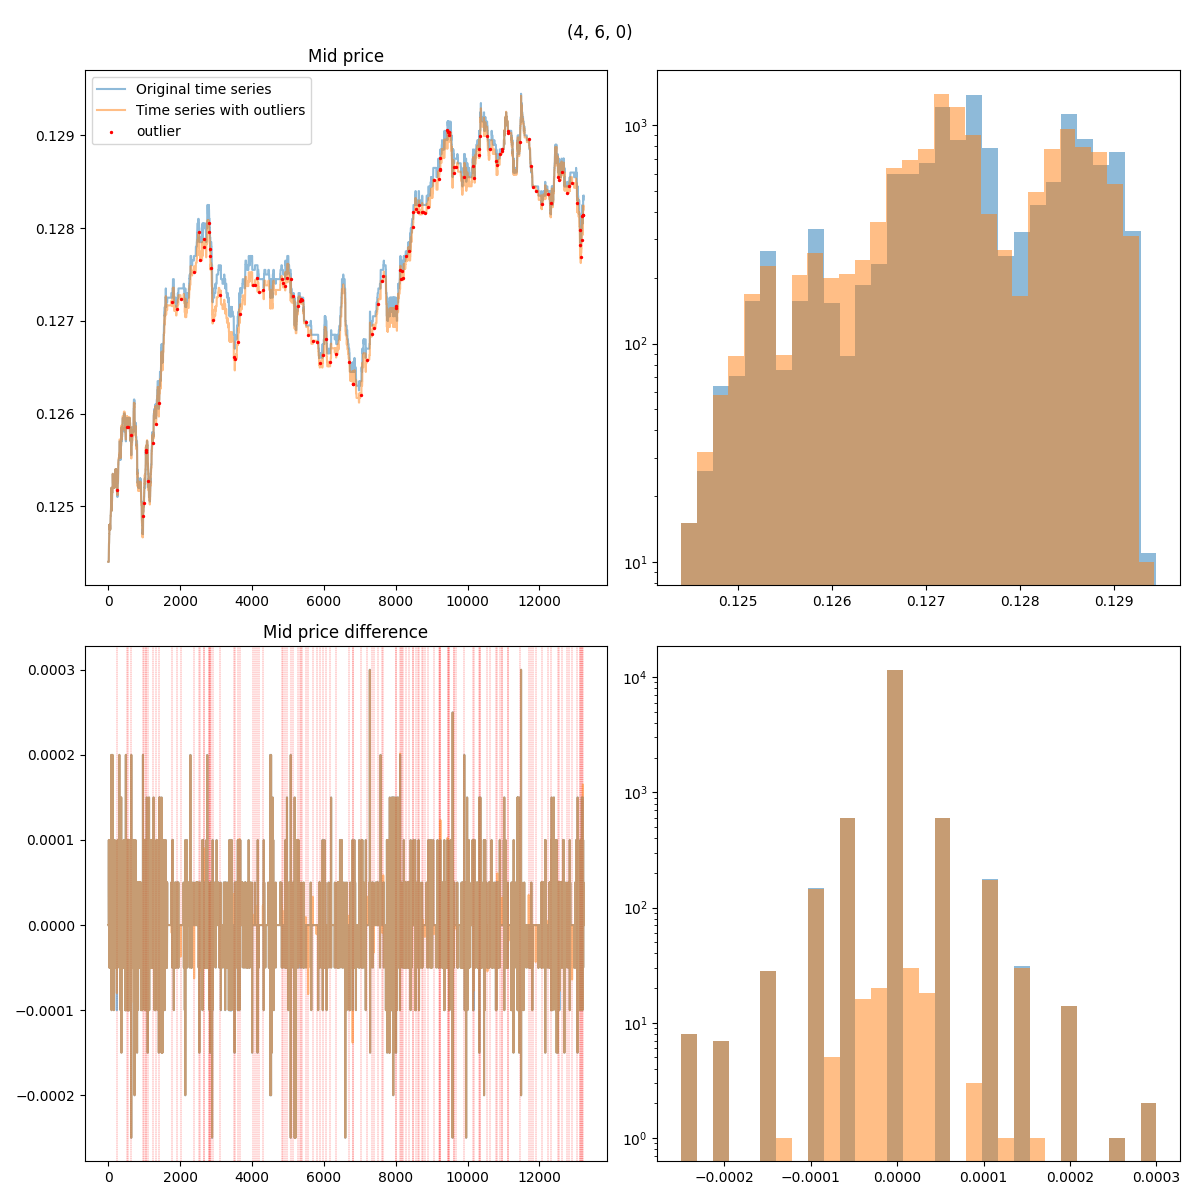 (4, 6, 0)
Mid price
Original time series
Time series with outliers
outlier
0.129
0.128
0.127
0.126
0.125
0 2000 4000 6000 8000 10000 12000
10³
10²
10¹
0.125 0.126 0.127 0.128 0.129
Mid price difference
0.0003
0.0002
0.0001
0.0000
−0.0001
−0.0002
0 2000 4000 6000 8000 10000 12000
10⁴
10³
10²
10¹
10⁰
−0.0002 −0.0001 0.0000 0.0001 0.0002 0.0003